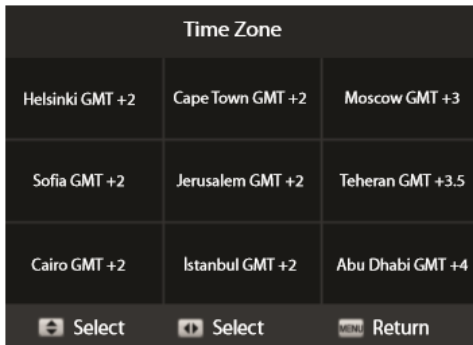 Time Zone
Helsinki GMT +2 Cape Town GMT +2 Moscow GMT +3
Sofia GMT +2 Jerusalem GMT +2 Teheran GMT +3.5
Cairo GMT +2 İstanbul GMT +2 Abu Dhabi GMT +4
Select Select MENU Return